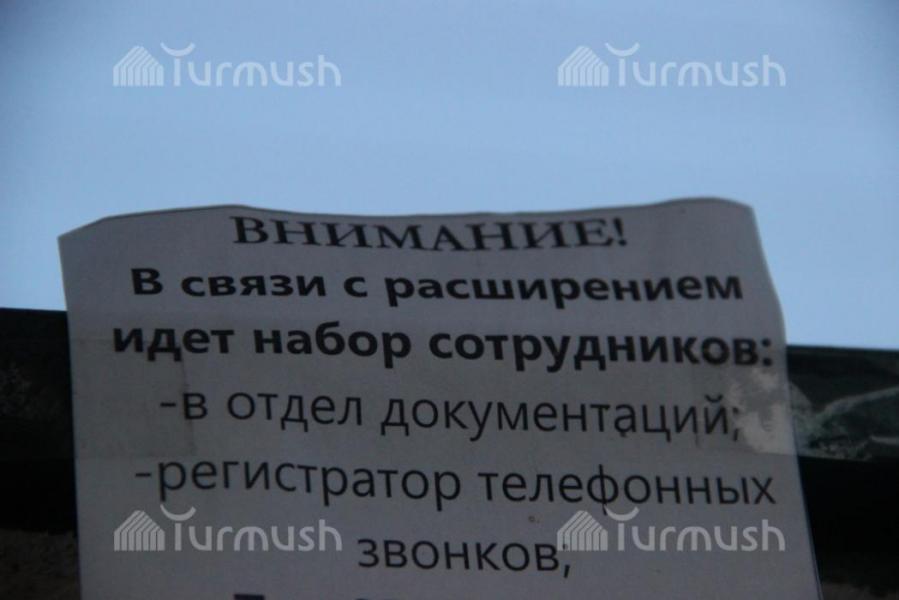 Turmush Turmush
ВНИМАНИЕ!
В связи с расширением
идет набор сотрудников:
-в отдел документаций;
-регистратор телефонных
звонков;
Turmush Turmush